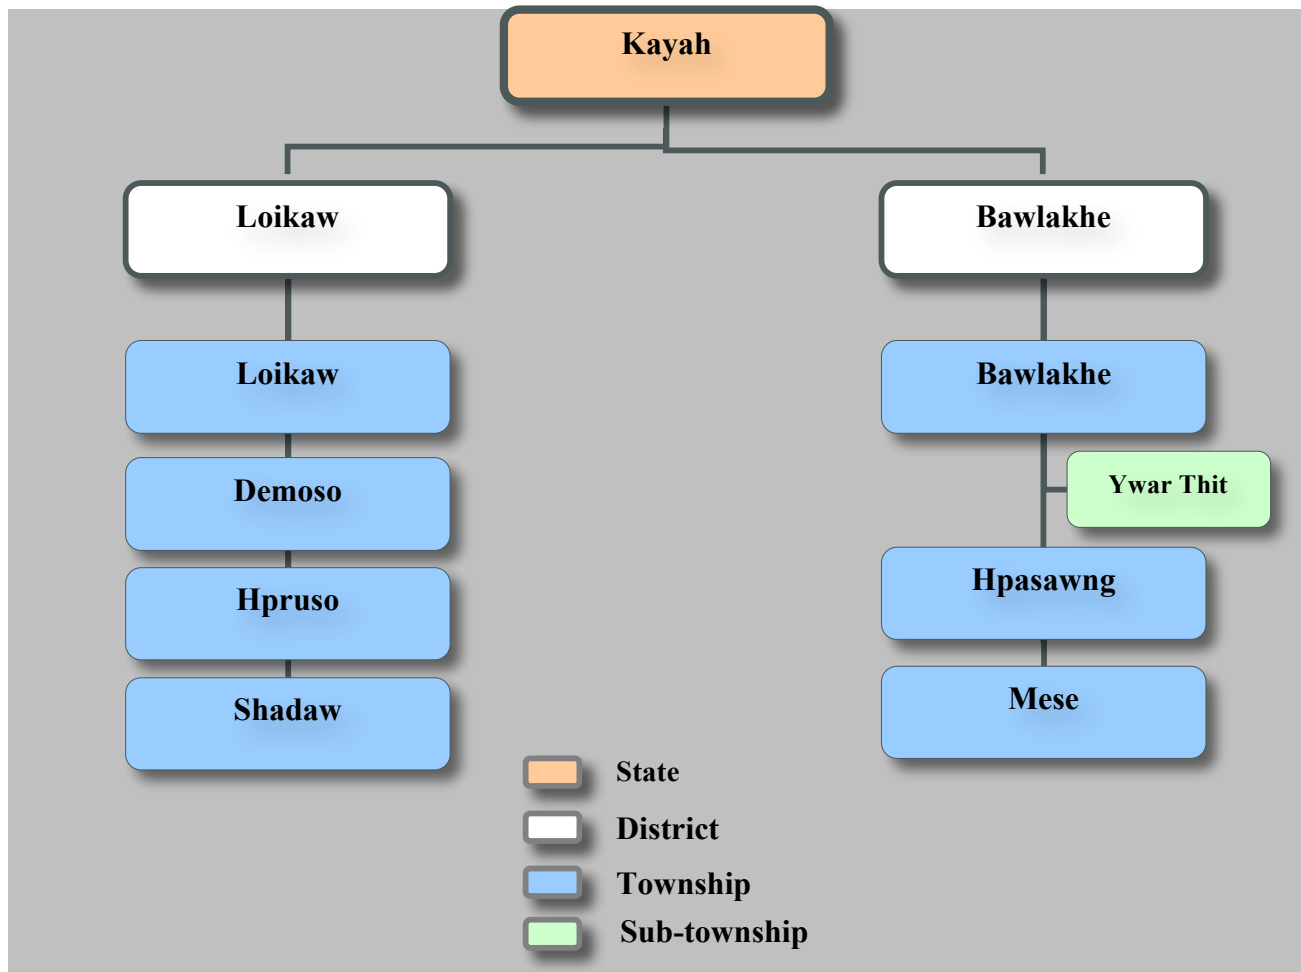 Kayah
Loikaw
Bawlakhe
Loikaw
Bawlakhe
Demoso
Ywar Thit
Hpruso
Hpasawng
Shadaw
Mese
State
District
Township
Sub-township